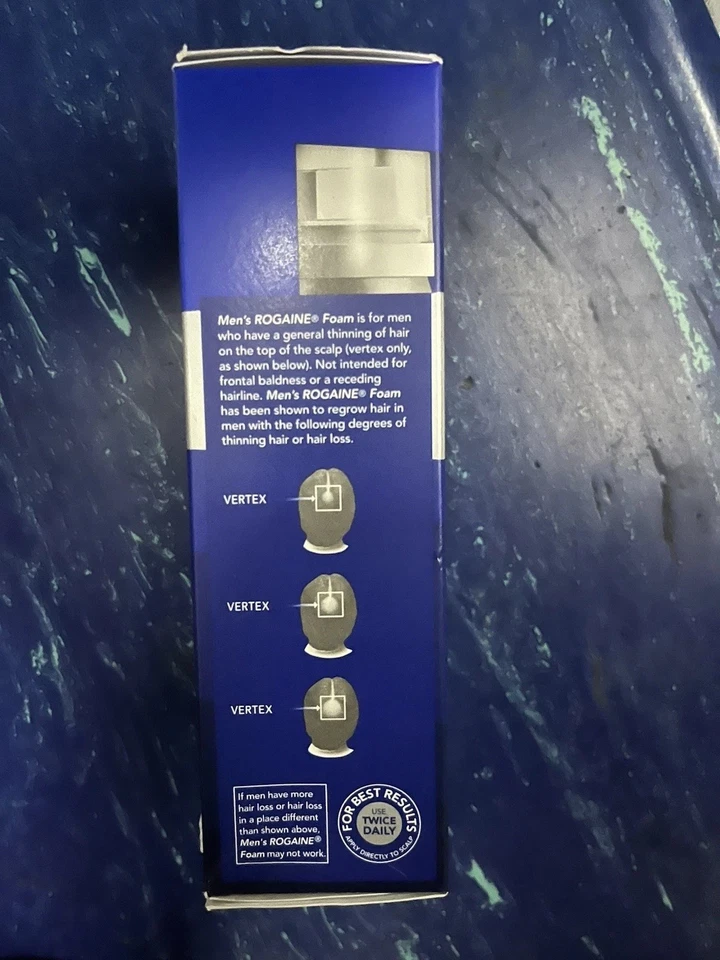 Men's ROGAINE® Foam is for men
who have a general thinning of hair
on the top of the scalp (vertex only,
as shown below). Not intended for
frontal baldness or a receding
hairline. Men's ROGAINE® Foam
has been shown to regrow hair in
men with the following degrees of
thinning hair or hair loss.
VERTEX
VERTEX
VERTEX
If men have more
hair loss or hair loss
in a place different
than shown above,
Men's ROGAINE®
Foam may not work.
FOR BEST RESULTS
USE
TWICE
DAILY
APPLY DIRECTLY TO SCALP